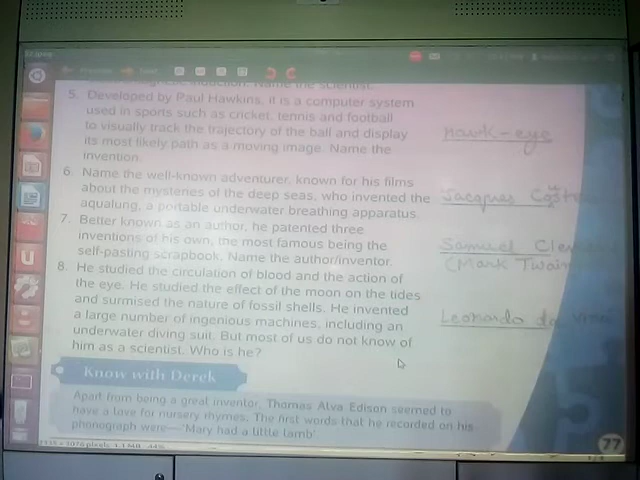 Name the scientist.
5. Developed by Paul Hawkins, it is a computer system
used in sports such as cricket, tennis and football
to visually track the trajectory of the ball and display
its most likely path as a moving image. Name the
invention.
Hawk-eye
6. Name the well-known adventurer, known for his films
about the mysteries of the deep seas, who invented the
aqualung, a portable underwater breathing apparatus.
Jacques
7. Better known as an author, he patented three
inventions of his own, the most famous being the
self-pasting scrapbook. Name the author/inventor.
Samuel
(Mark Twain
8. He studied the circulation of blood and the action of
the eye. He studied the effect of the moon on the tides
and surmised the nature of fossil shells. He invented
a large number of ingenious machines, including an
underwater diving suit. But most of us do not know of
him as a scientist. Who is he?
Leonardo da
Know with Derek
Apart from being a great inventor, Thomas Alva Edison seemed to
have a love for nursery rhymes. The first words that he recorded on his
phonograph were—'Mary had a little lamb'
77